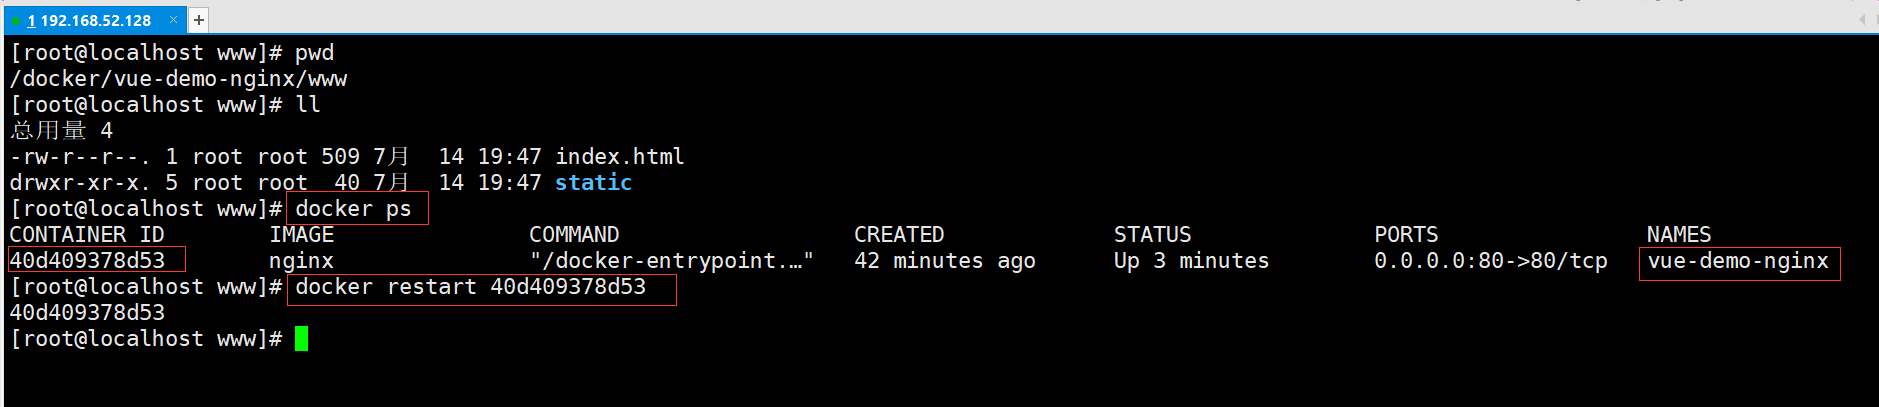 1 192.168.52.128 × +
[root@localhost www]# pwd
/docker/vue-demo-nginx/www
[root@localhost www]# ll
总用量 4
-rw-r--r--. 1 root root 509 7月  14 19:47 index.html
drwxr-xr-x. 5 root root  40 7月  14 19:47 static
[root@localhost www]# docker ps
CONTAINER ID        IMAGE               COMMAND                  CREATED             STATUS              PORTS                NAMES
40d409378d53        nginx               "/docker-entrypoint.…"   42 minutes ago      Up 3 minutes        0.0.0.0:80->80/tcp   vue-demo-nginx
[root@localhost www]# docker restart 40d409378d53
40d409378d53
[root@localhost www]#